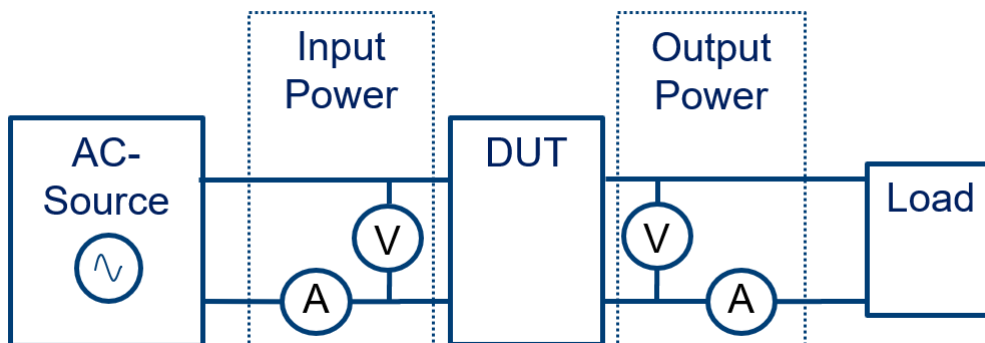 Input
Power
Output
Power
AC-
Source
DUT
Load
V
V
A
A